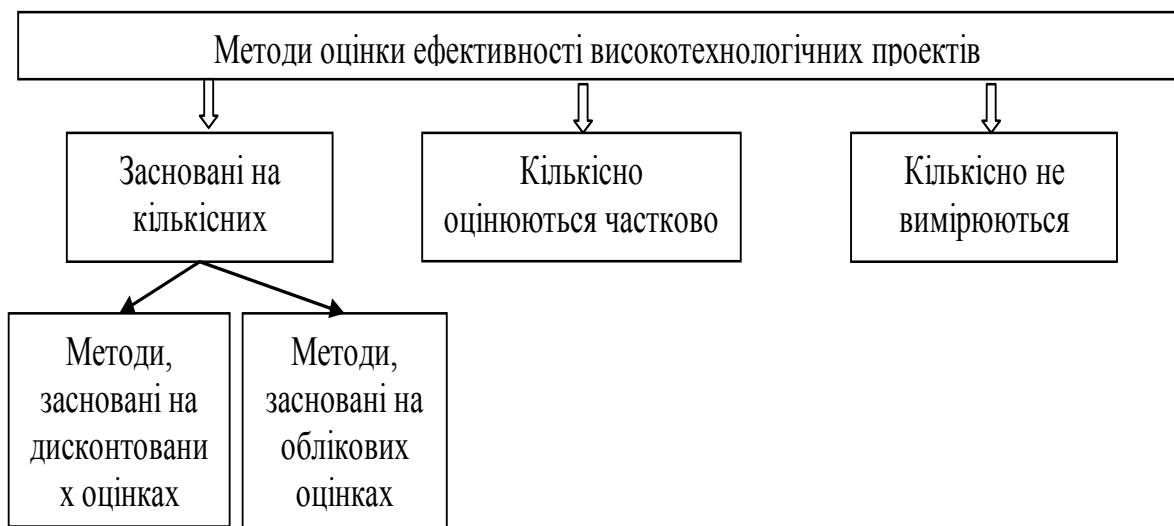 Методи оцінки ефективності високотехнологічних проектів
Засновані на
кількісних
Кількісно
оцінюються частково
Кількісно не
вимірюються
Методи,
засновані на
дисконтовани
х оцінках
Методи,
засновані на
облікових
оцінках